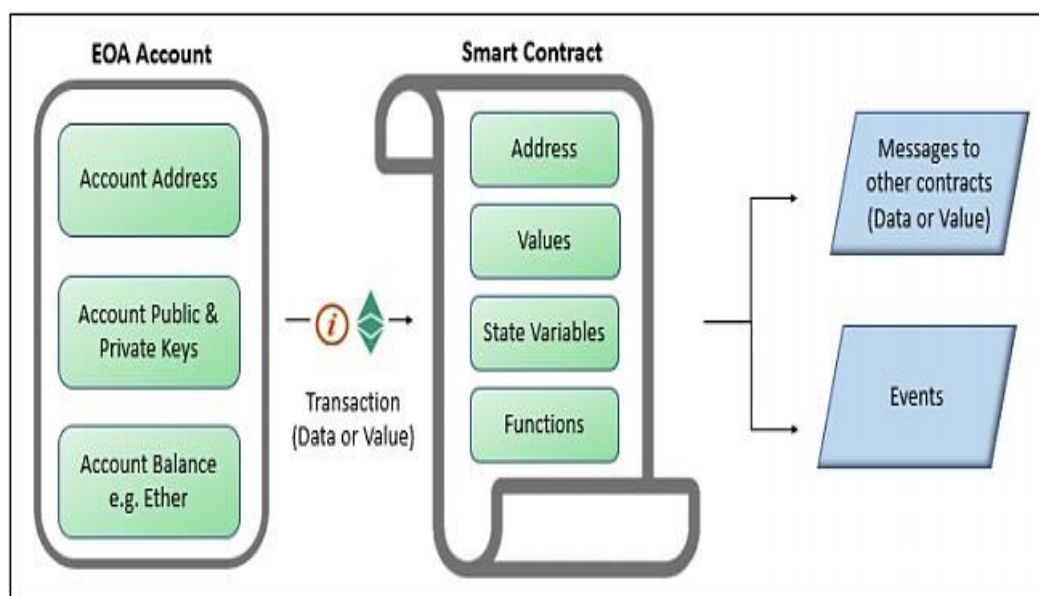 EOA Account
Account Address
Account Public &
Private Keys
Account Balance
e.g. Ether
i
Transaction
(Data or Value)
Smart Contract
Address
Values
State Variables
Functions
Messages to
other contracts
(Data or Value)
Events